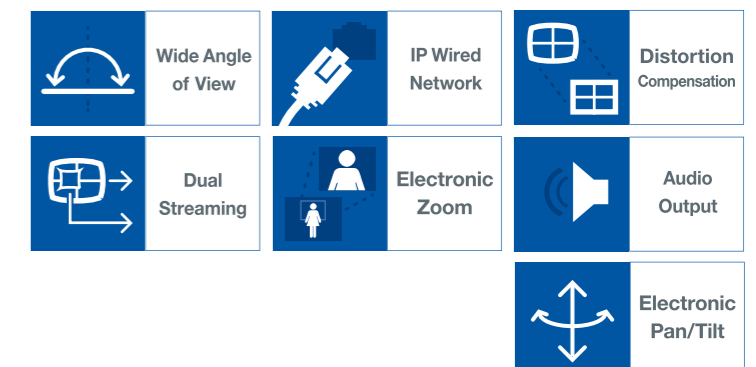 Wide Angle
of View
IP Wired
Network
Distortion
Compensation
Dual
Streaming
Electronic
Zoom
Audio
Output
Electronic
Pan/Tilt